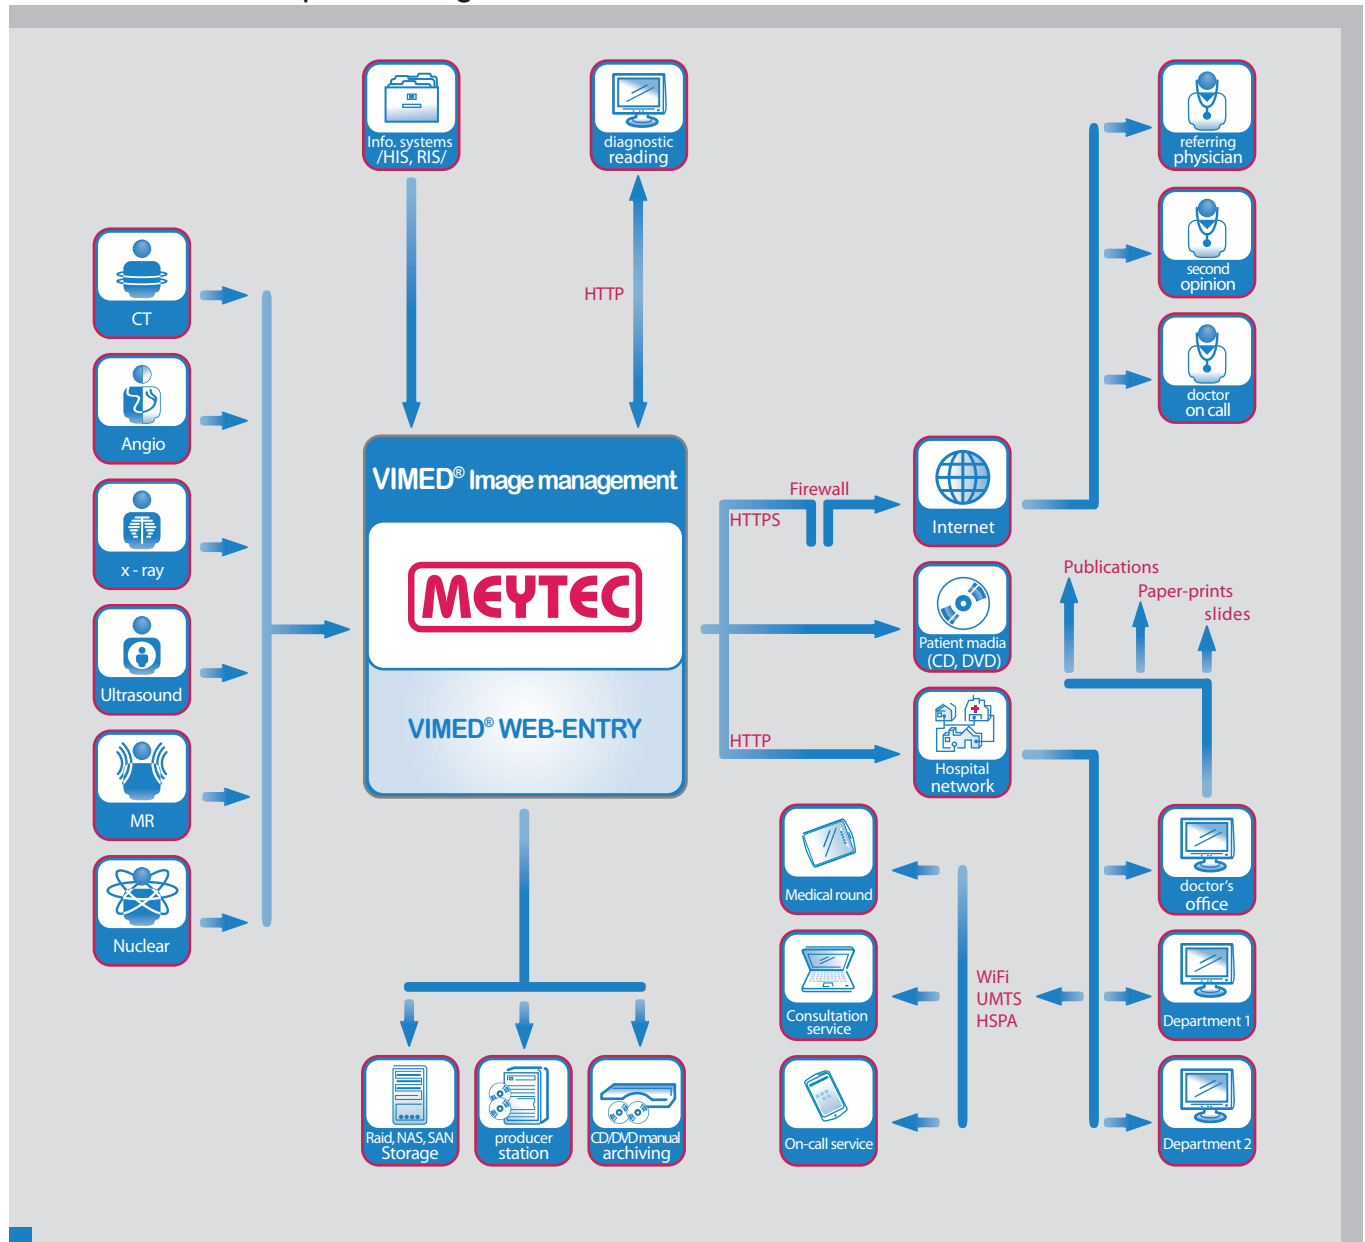 Info. systems
/HIS, RIS/
diagnostic
reading
referring
physician
second
opinion
doctor
on call
CT
Angio
x - ray
Ultrasound
MR
Nuclear
HTTP
VIMED® Image management
MEYTEC
VIMED® WEB-ENTRY
Firewall
HTTPS
Internet
Patient madia
(CD, DVD)
HTTP
Hospital
network
Publications
Paper-prints
slides
Medical round
Consultation
service
On-call service
WiFi
UMTS
HSPA
doctor's
office
Department 1
Department 2
Raid, NAS, SAN
Storage
producer
station
CD/DVD manual
archiving